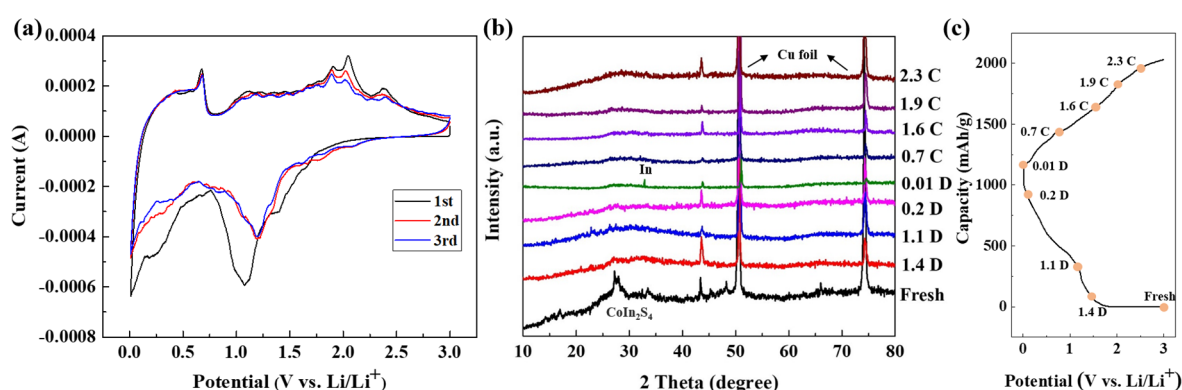 (a)
0.0004
0.0002
0.0000
-0.0002
-0.0004
-0.0006
-0.0008
Current (A)
1st
2nd
3rd
0.0 0.5 1.0 1.5 2.0 2.5 3.0
Potential (V vs. Li/Li⁺)
(b)
Intensity (a.u.)
Cu foil
2.3 C
1.9 C
1.6 C
0.7 C
In
0.01 D
0.2 D
1.1 D
1.4 D
Fresh
CoIn₂S₄
10 20 30 40 50 60 70 80
2 Theta (degree)
(c)
Capacity (mAh/g)
2000
1500
1000
500
0
2.3 C
1.9 C
1.6 C
0.7 C
0.01 D
0.2 D
1.1 D
1.4 D
Fresh
0 1 2 3
Potential (V vs. Li/Li⁺)